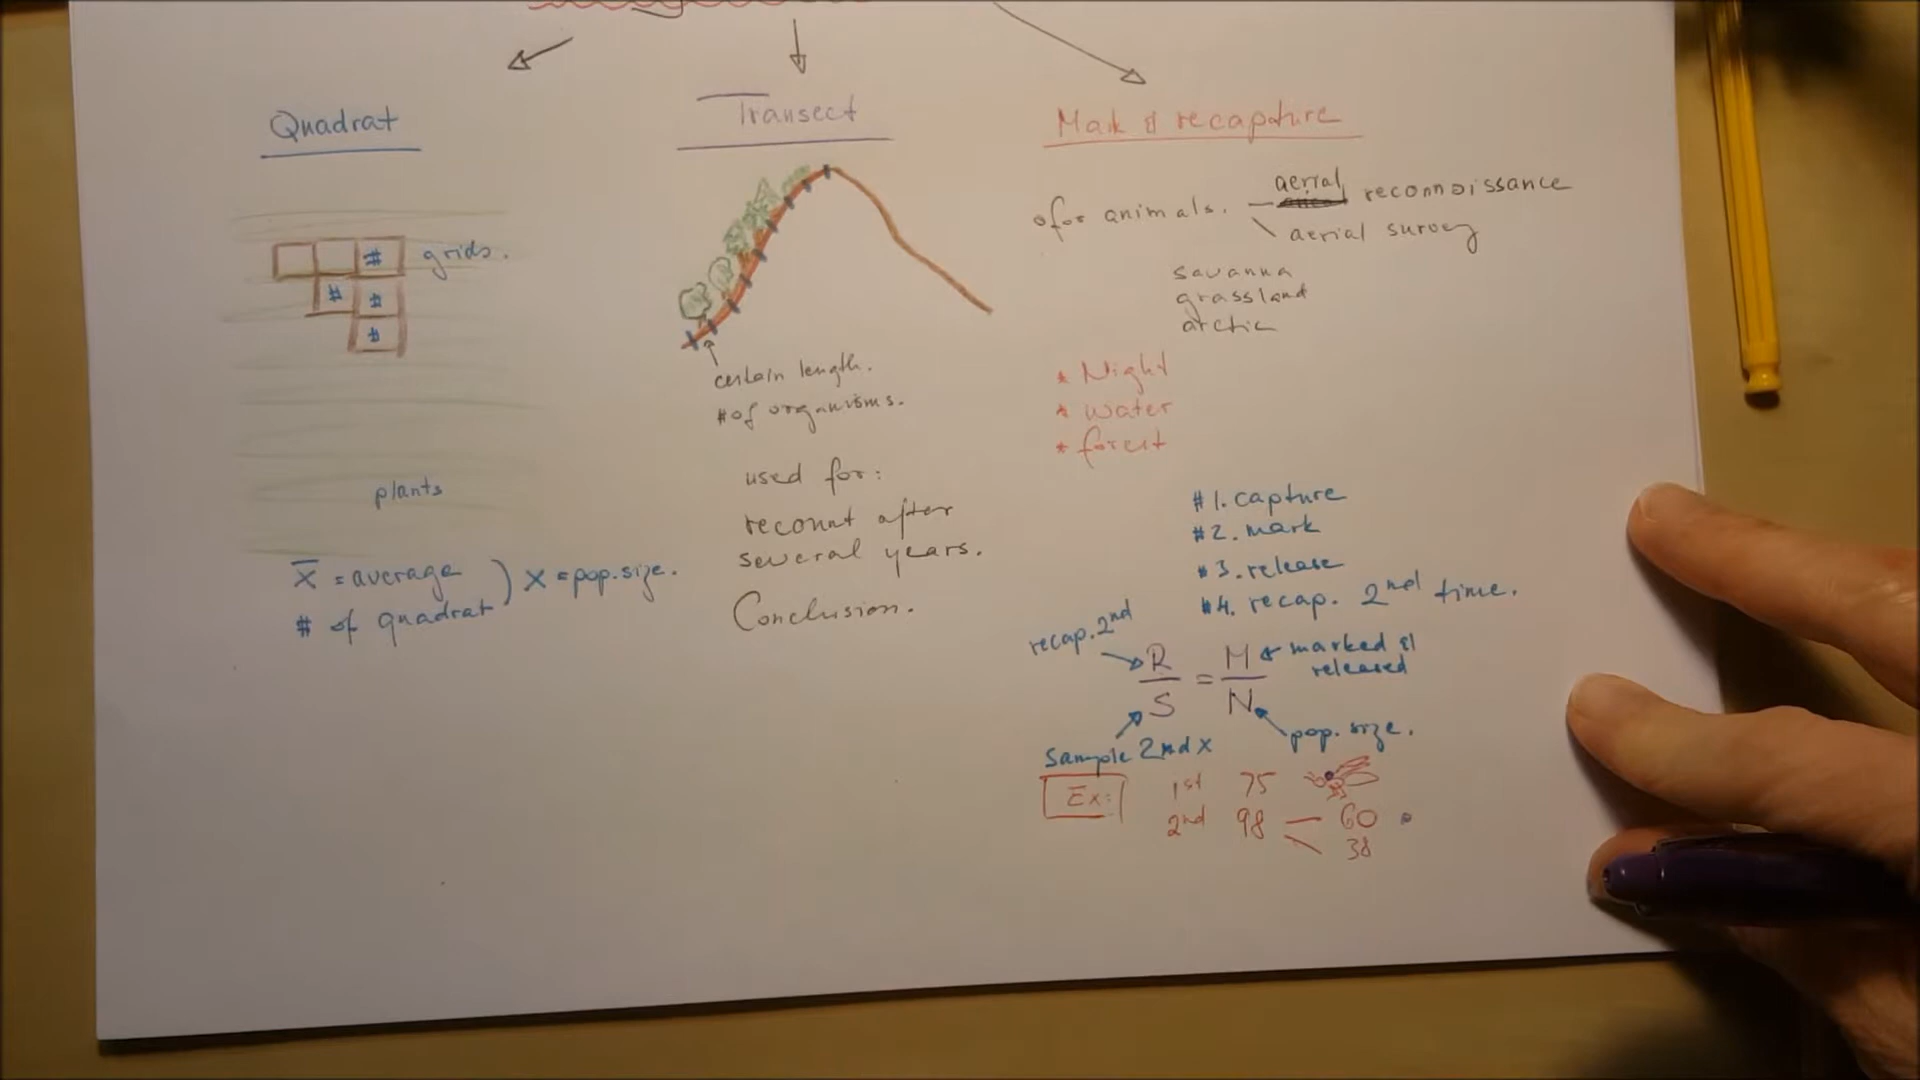 Quadrat
grids.
#
# #
#
plants
x̄ = average
# of quadrat
) x = pop.size.
Transect
certain length.
# of organisms.
used for:
recount after
several years.
Conclusion.
Mark & recapature
for animals.
aerial reconnoissance
aerial survey
savanna
grassland
arctic
* Night
* water
* forest
#1. capture
#2. mark
#3. release
#4. recap. 2nd time.
recap. 2nd
R/S = M/N
marked &
released
Sample 2nd x
pop. size.
Ex:
1st 75
2nd 98 — 60
38